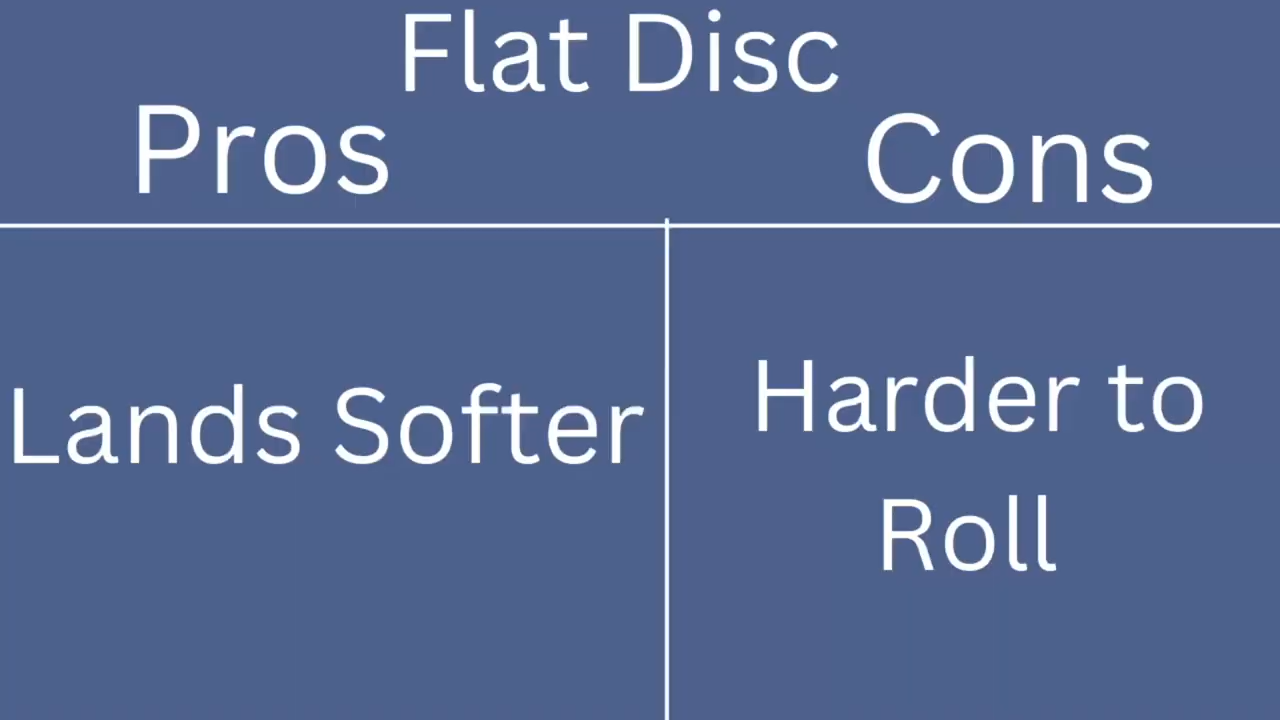 Flat Disc
Pros
Cons
Lands Softer
Harder to
Roll